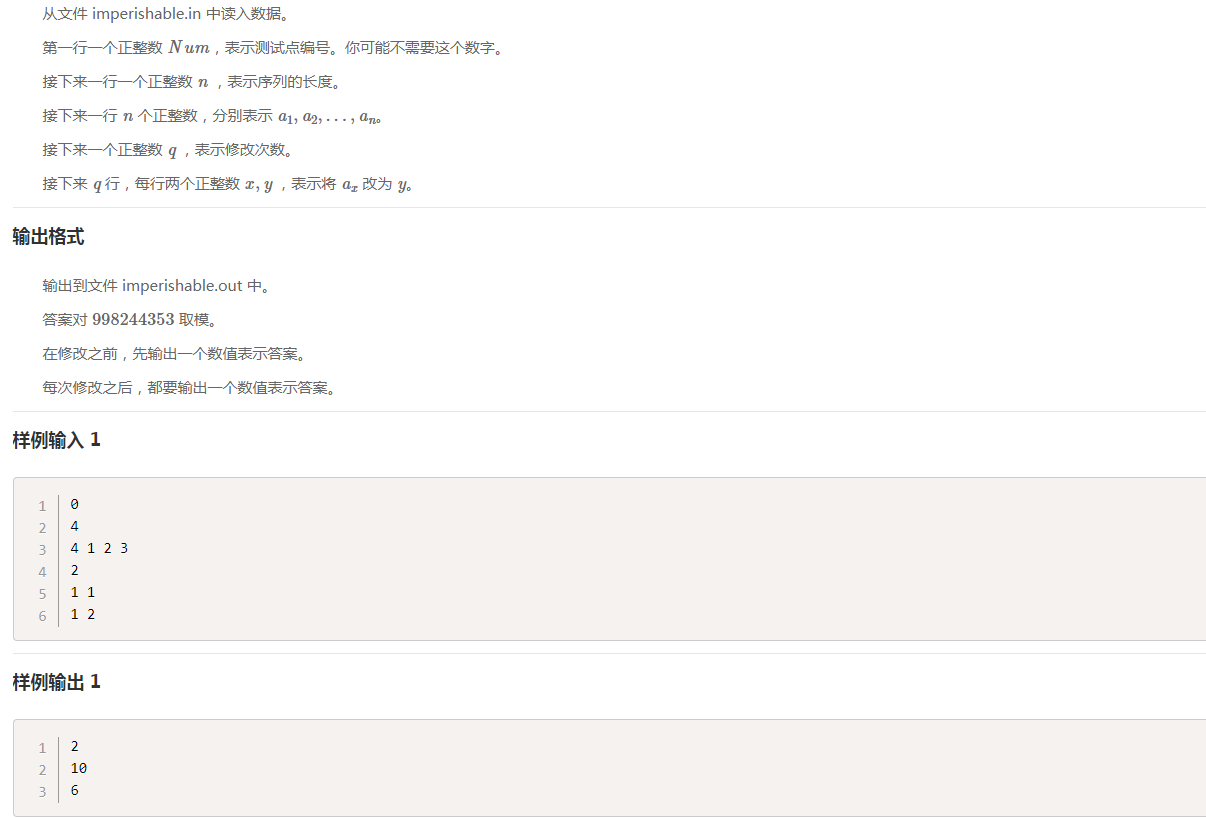 从文件 imperishable.in 中读入数据。
第一行一个正整数 Num，表示测试点编号。你可能不需要这个数字。
接下来一行一个正整数 n ，表示序列的长度。
接下来一行 n 个正整数，分别表示 a₁, a₂, . . . , aₙ。
接下来一个正整数 q ，表示修改次数。
接下来 q 行，每行两个正整数 x, y ，表示将 aₓ 改为 y。
输出格式
输出到文件 imperishable.out 中。
答案对 998244353 取模。
在修改之前，先输出一个数值表示答案。
每次修改之后，都要输出一个数值表示答案。
样例输入 1
1 0
2 4
3 4 1 2 3
4 2
5 1 1
6 1 2
样例输出 1
1 2
2 10
3 6